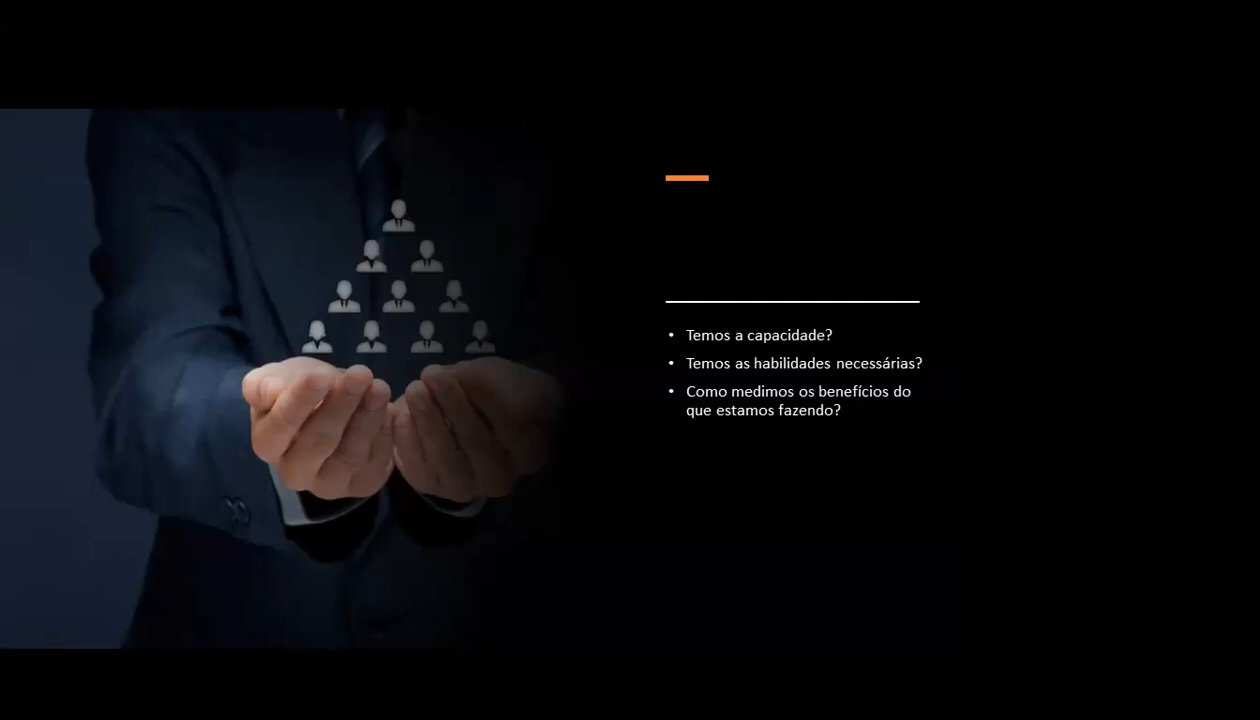 • Temos a capacidade?
• Temos as habilidades necessárias?
• Como medimos os benefícios do
que estamos fazendo?